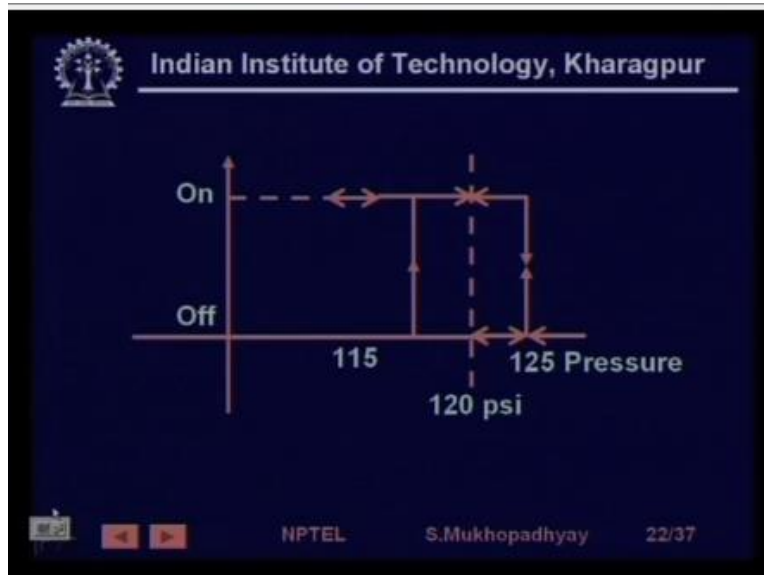 Indian Institute of Technology, Kharagpur
On
Off
115
125 Pressure
120 psi
NPTEL S.Mukhopadhyay 22/37